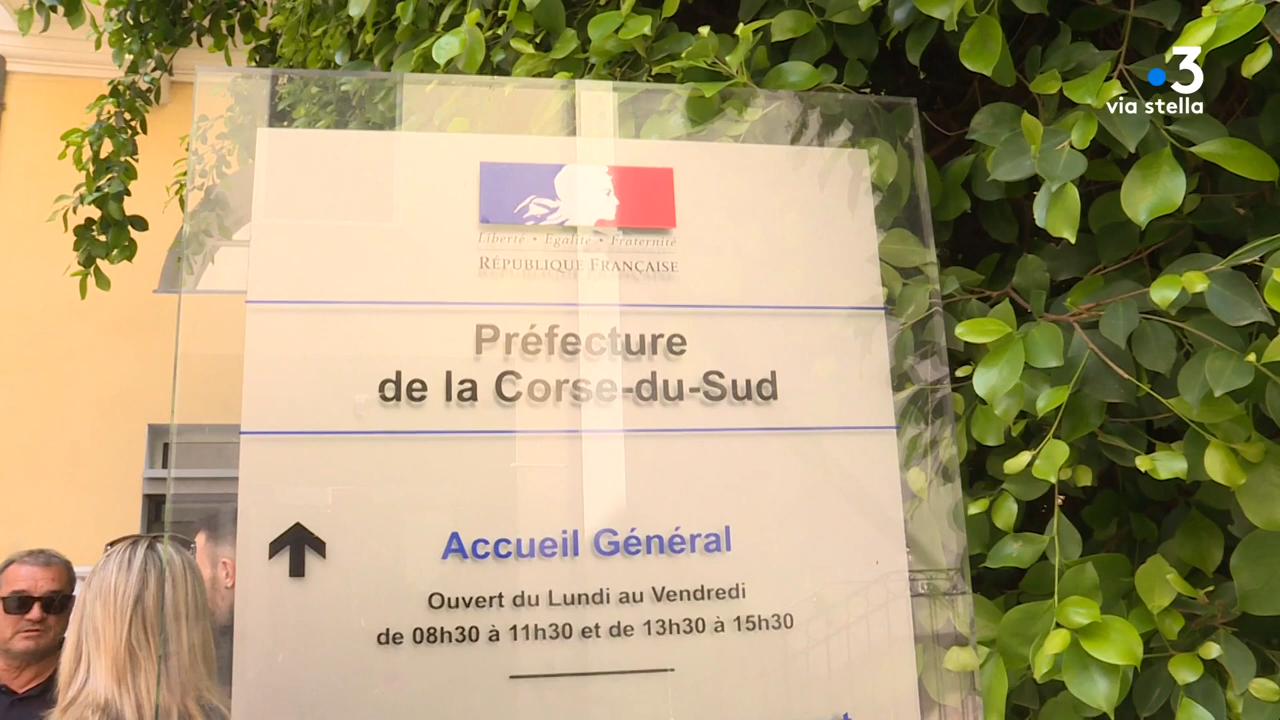 3
via stella
Liberté • Egalité • Fraternité
RÉPUBLIQUE FRANÇAISE
Préfecture
de la Corse-du-Sud
Accueil Général
Ouvert du Lundi au Vendredi
de 08h30 à 11h30 et de 13h30 à 15h30